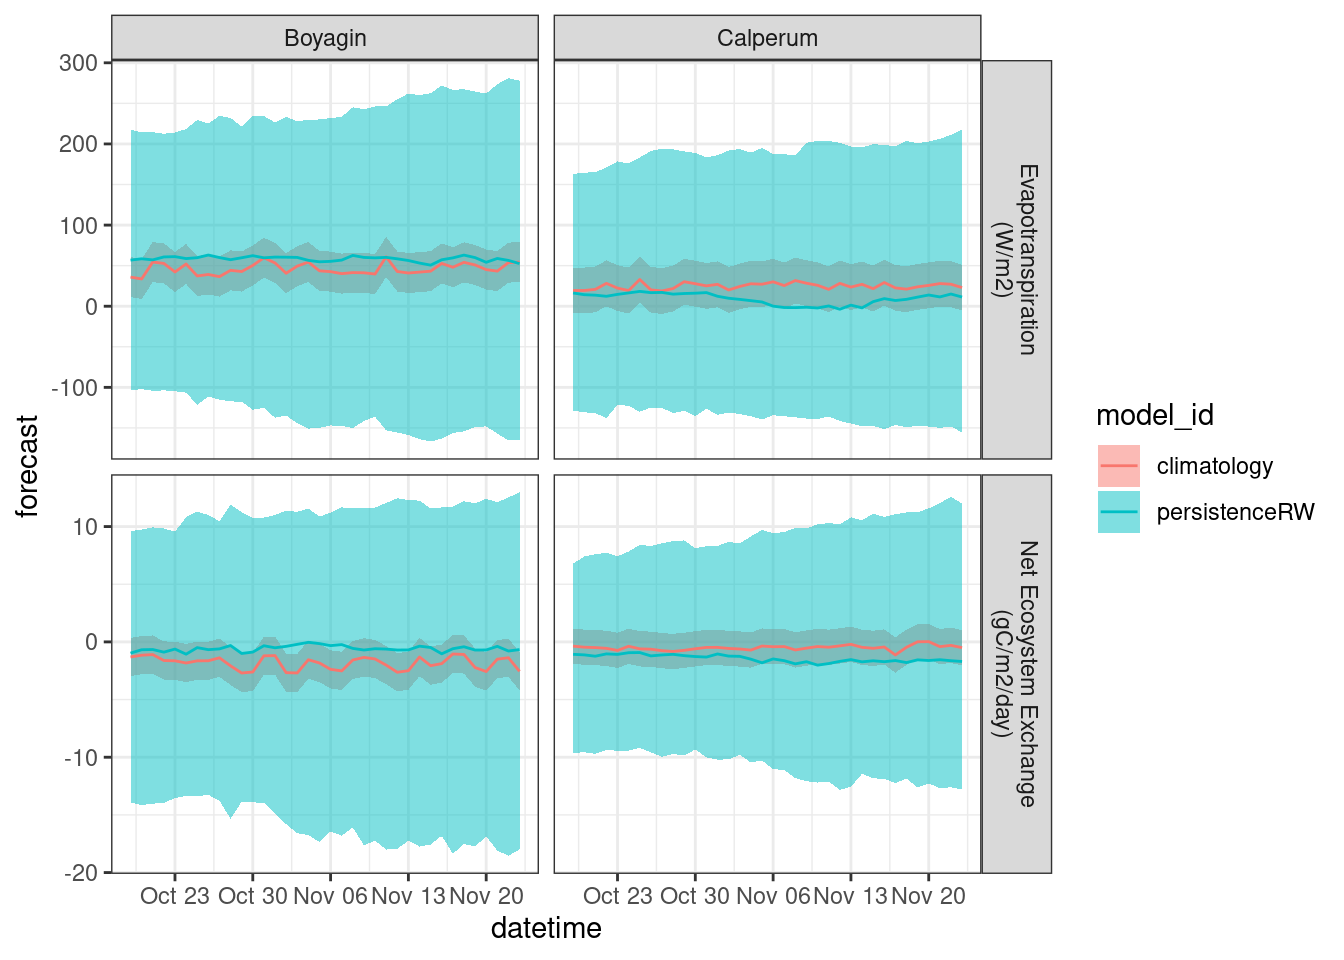 Boyagin
Calperum
300
200
100
0
-100
Evapotranspiration
(W/m2)
10
0
-10
-20
Net Ecosystem Exchange
(gC/m2/day)
forecast
Oct 23 Oct 30 Nov 06 Nov 13 Nov 20
Oct 23 Oct 30 Nov 06 Nov 13 Nov 20
datetime
model_id
climatology
persistenceRW